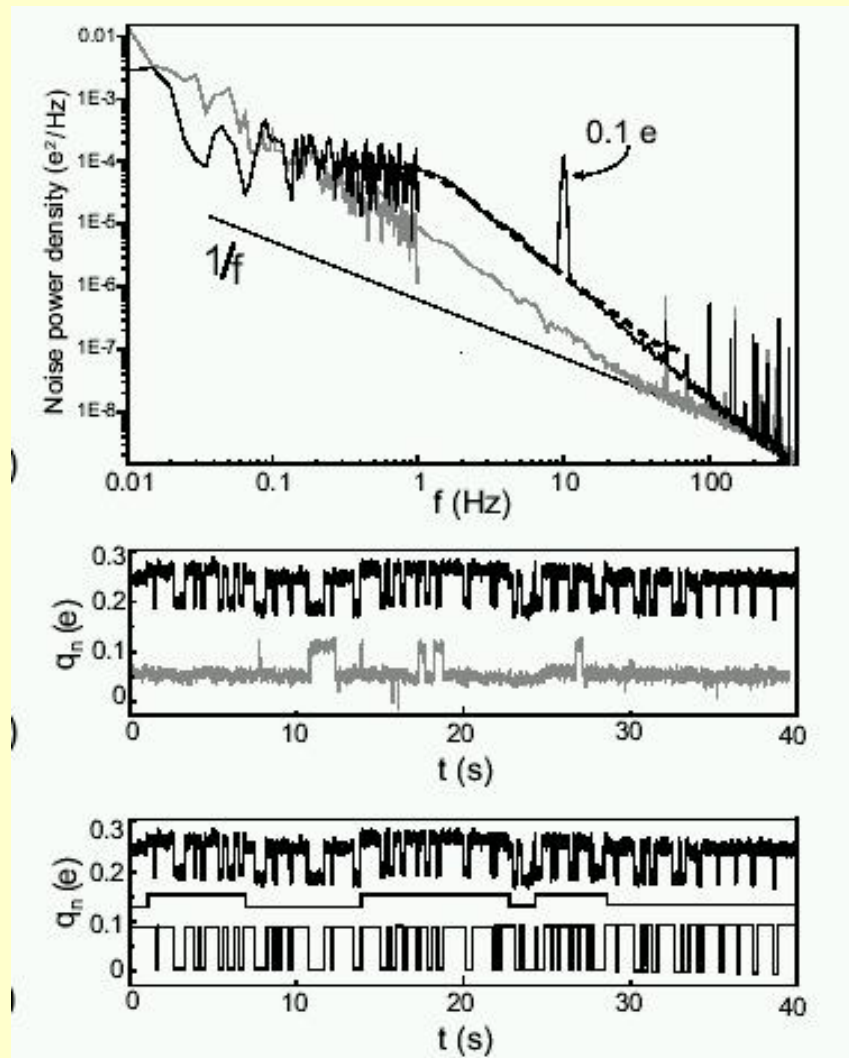 0.01
1E-3
1E-4
1E-5
1E-6
1E-7
1E-8
Noise power density (e²/Hz)
0.1 e
1/f
0.01 0.1 1 10 100
f (Hz)
0.3
0.2
0.1
0
qₙ (e)
0 10 20 30 40
t (s)
0.3
0.2
0.1
0
qₙ (e)
0 10 20 30 40
t (s)
)
)
)